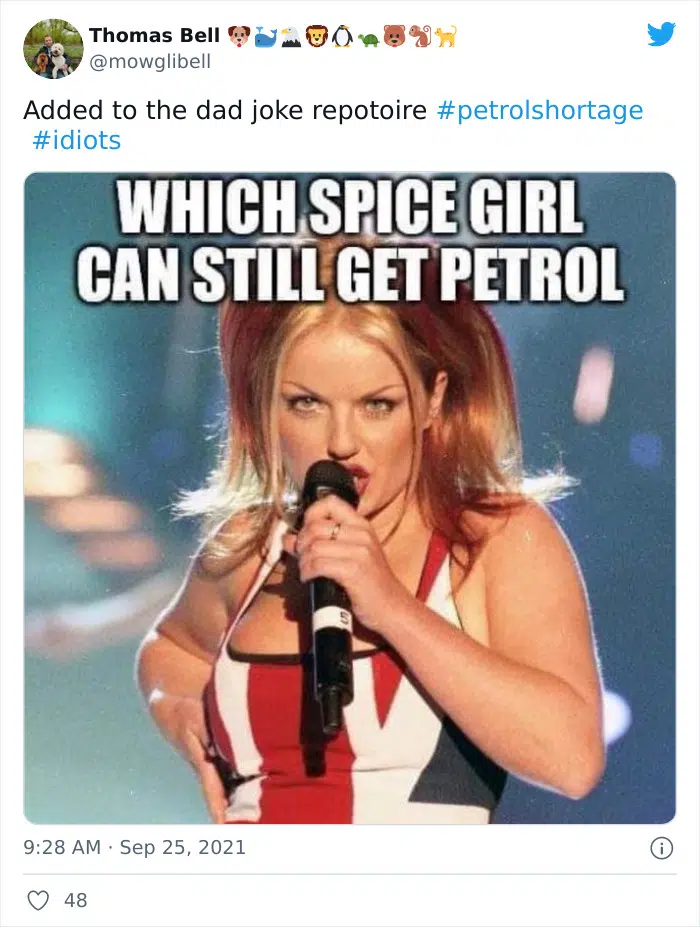 Thomas Bell 🐶🐳🦅🦁🐧🐢🐻🐿️🐈
@mowglibell
Added to the dad joke repotoire #petrolshortage
#idiots
WHICH SPICE GIRL
CAN STILL GET PETROL
5
9:28 AM · Sep 25, 2021
48